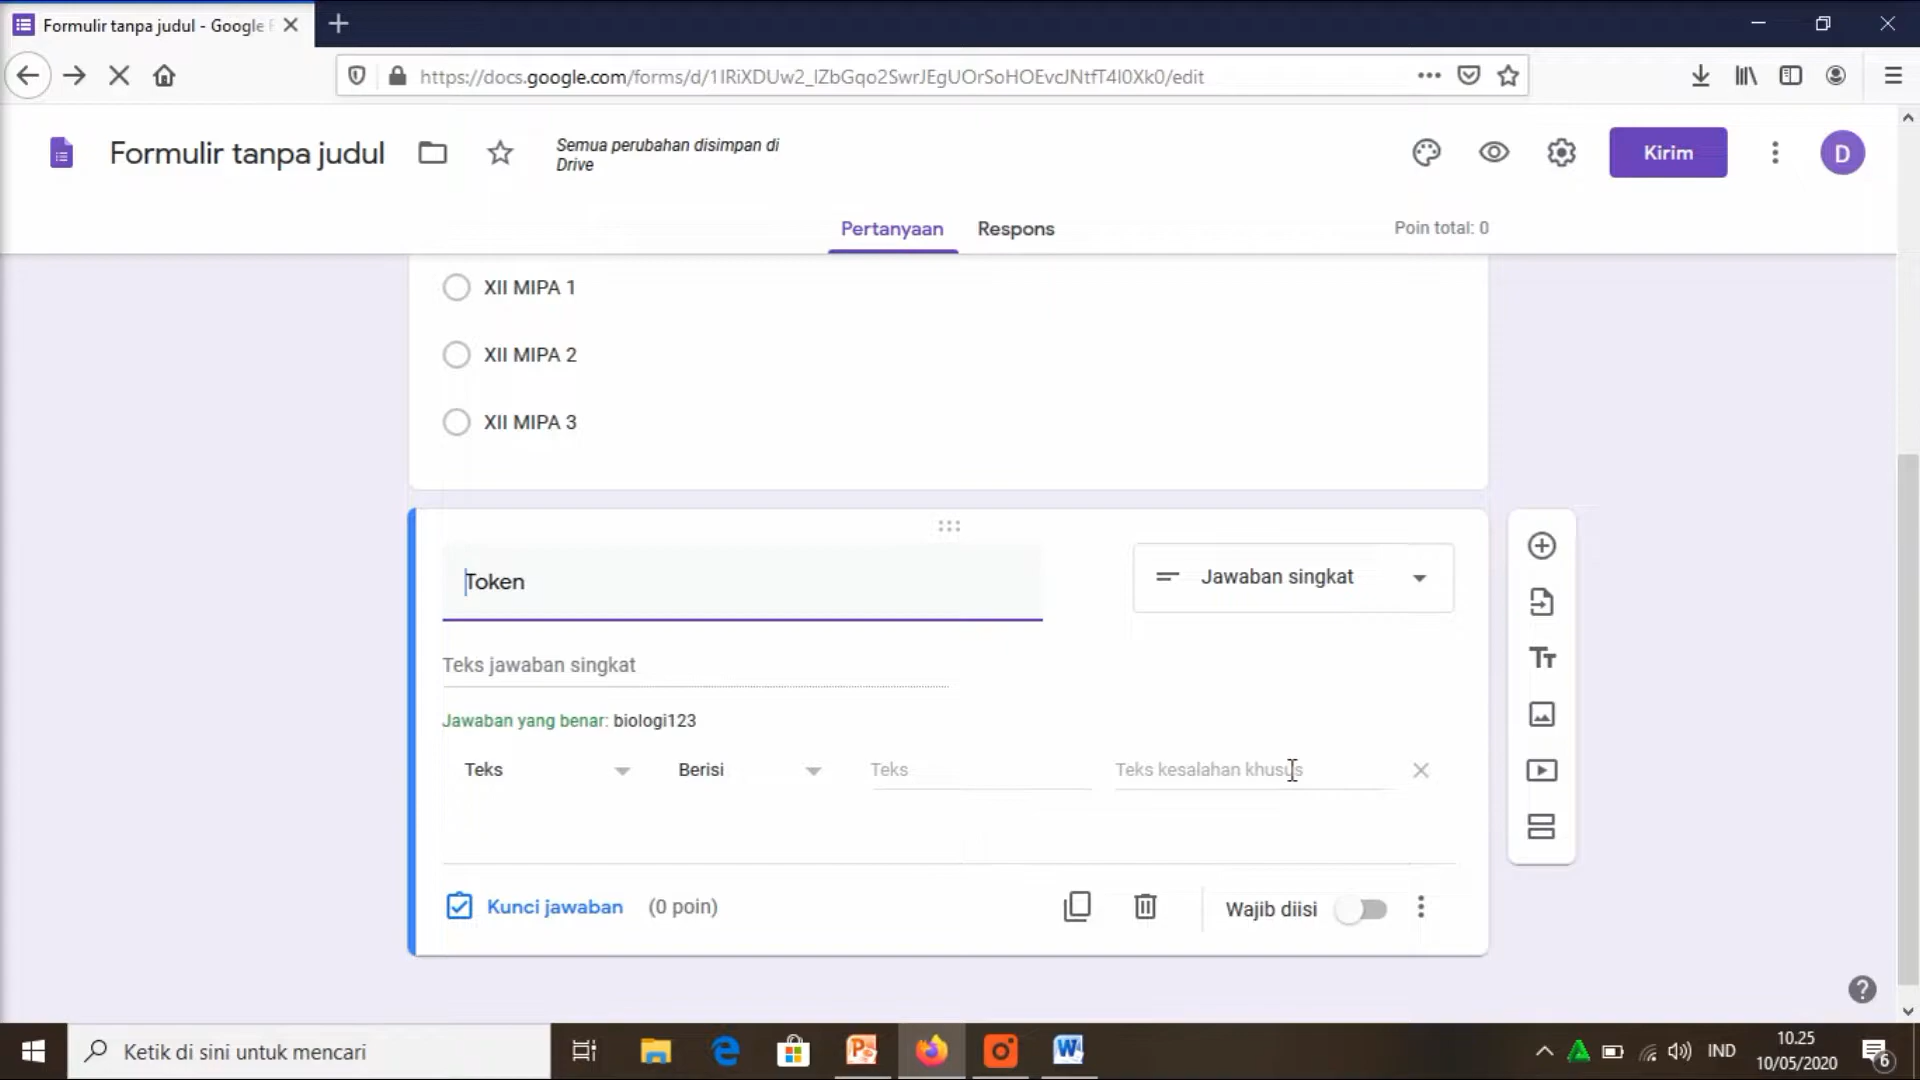 Formulir tanpa judul - Google F
https://docs.google.com/forms/d/1IRiXDUw2_lZbGqo2SwrJEgUOrSoHOEvcJNtfT4I0Xk0/edit
Formulir tanpa judul
Semua perubahan disimpan di
Drive
Kirim
D
Pertanyaan
Respons
Poin total: 0
XII MIPA 1
XII MIPA 2
XII MIPA 3
Token
Jawaban singkat
Teks jawaban singkat
Jawaban yang benar: biologi123
Teks
Berisi
Teks
Teks kesalahan khusus
Kunci jawaban
(0 poin)
Wajib diisi
Ketik di sini untuk mencari
IND
10.25
10/05/2020
6